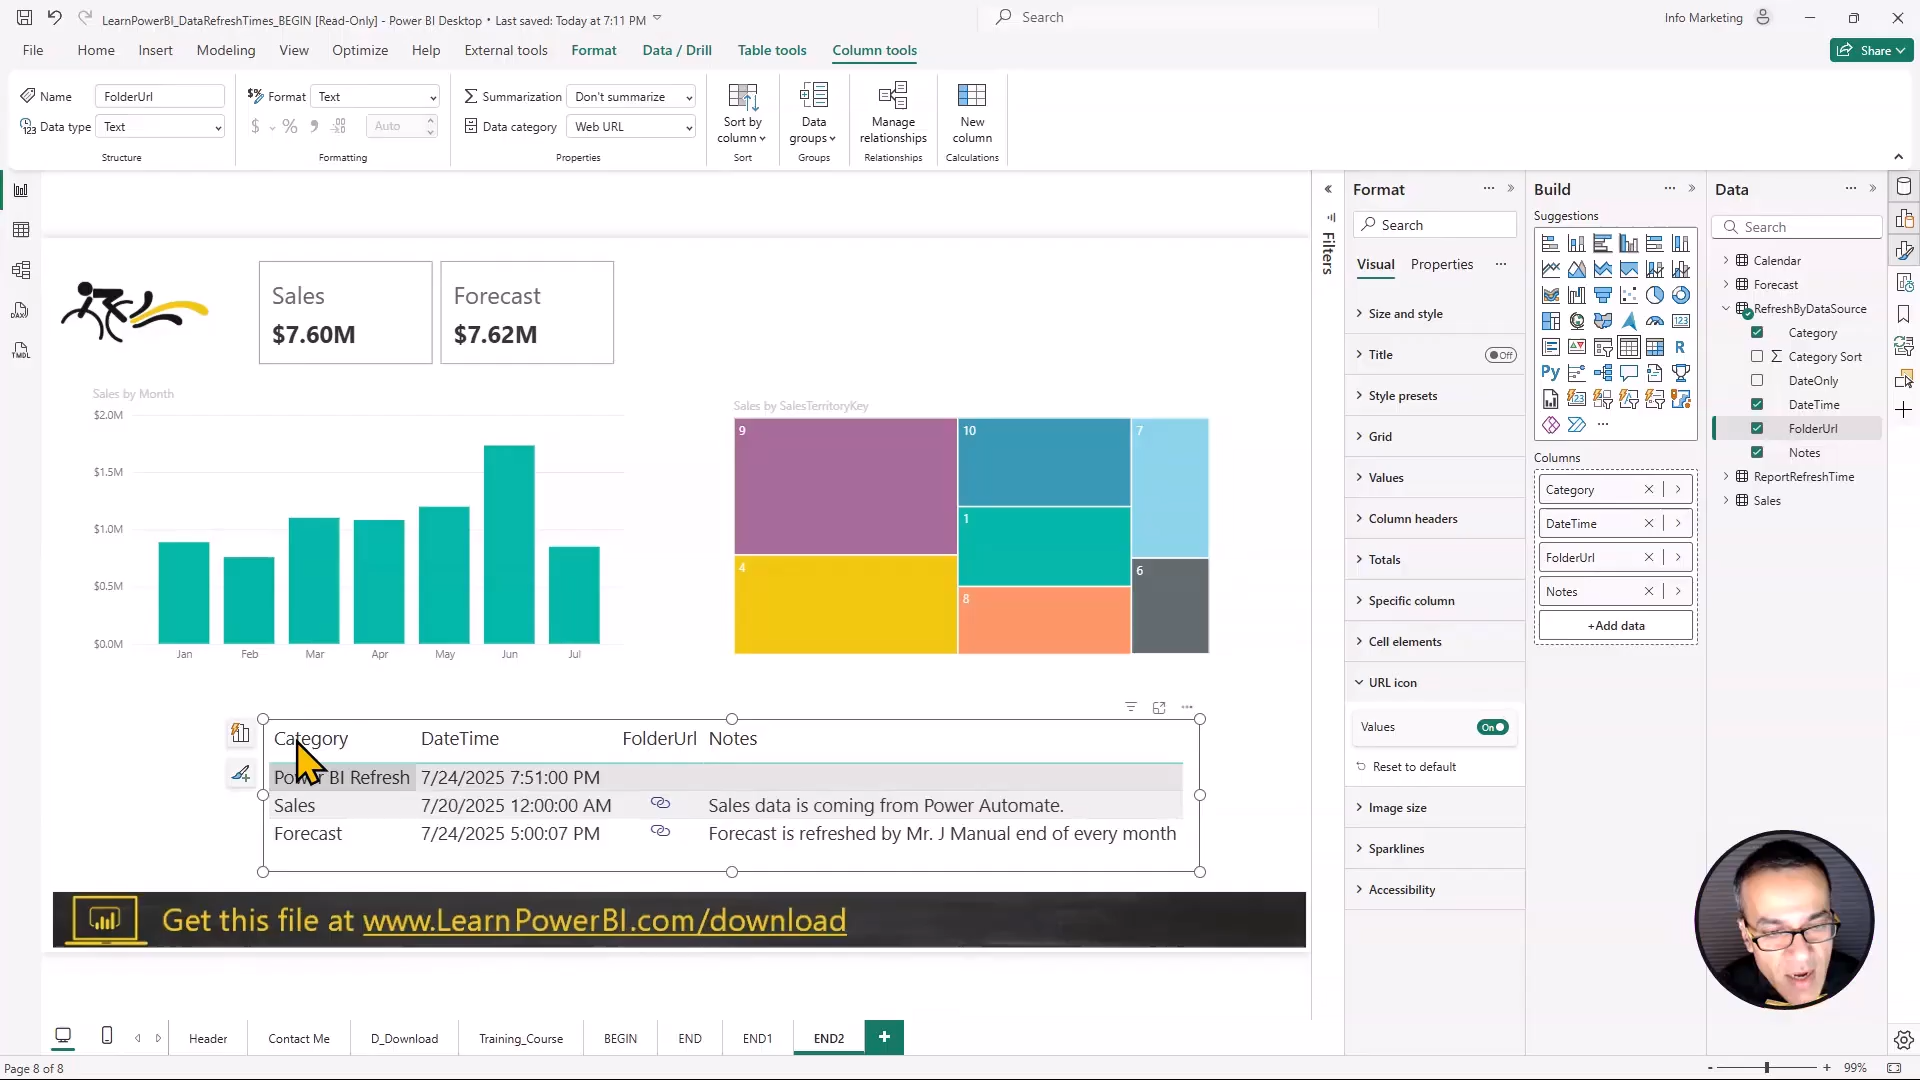 LearnPowerBI_DataRefreshTimes_BEGIN [Read-Only] - Power BI Desktop • Last saved: Today at 7:11 PM
Search
Info Marketing
File Home Insert Modeling View Optimize Help External tools Format Data / Drill Table tools Column tools
Share
Name FolderUrl
Data type Text
Structure
Format Text
$ % Auto
Formatting
Summarization Don't summarize
Data category Web URL
Properties
Sort by column
Sort
Data groups
Groups
Manage relationships
Relationships
New column
Calculations
Sales
$7.60M
Forecast
$7.62M
Sales by Month
$2.0M
$1.5M
$1.0M
$0.5M
$0.0M
Jan Feb Mar Apr May Jun Jul
Sales by SalesTerritoryKey
9
10
7
1
4
6
8
Category DateTime FolderUrl Notes
Power BI Refresh 7/24/2025 7:51:00 PM
Sales 7/20/2025 12:00:00 AM Sales data is coming from Power Automate.
Forecast 7/24/2025 5:00:07 PM Forecast is refreshed by Mr. J Manual end of every month
Get this file at www.LearnPowerBI.com/download
Filters
Format
Search
Visual Properties
Size and style
Title Off
Style presets
Grid
Values
Column headers
Totals
Specific column
Cell elements
URL icon
Values On
Reset to default
Image size
Sparklines
Accessibility
Build
Suggestions
123
R
Py
Columns
Category
DateTime
FolderUrl
Notes
+Add data
Data
Search
Calendar
Forecast
RefreshByDataSource
Category
Category Sort
DateOnly
DateTime
FolderUrl
Notes
ReportRefreshTime
Sales
DAX
TMDL
Header Contact Me D_Download Training_Course BEGIN END END1 END2 +
Page 8 of 8
- + 99%